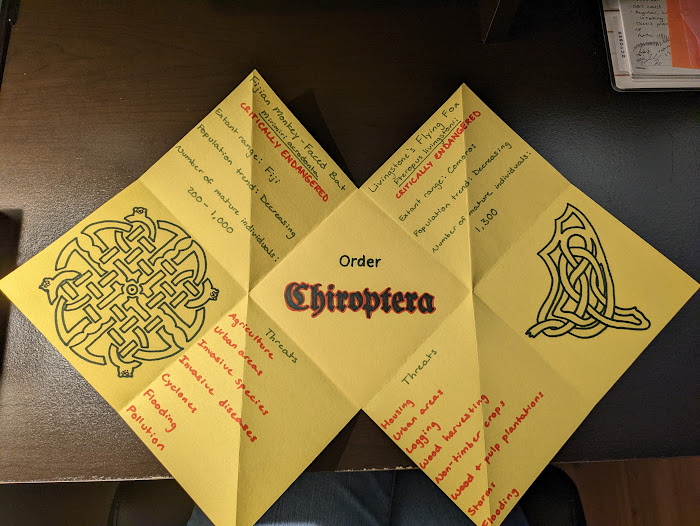 Fijian Monkey-Faced Bat
Mirimiri acrodonta
CRITICALLY ENDANGERED
Extant range: Fiji
Population trend: Decreasing
Number of mature individuals:
200 - 1,000
Threats
Agriculture
Urban areas
Invasive species
Invasive diseases
Cyclones
Flooding
Pollution
Order
Chiroptera
Livingstone's Flying Fox
Pteropus livingstonii
CRITICALLY ENDANGERED
Extant range: Comoros
Population trend: Decreasing
Number of mature individuals:
1,300
Threats
Housing
Urban areas
Logging
Wood harvesting
Non-timber crops
Wood + pulp plantations
Storms
Flooding